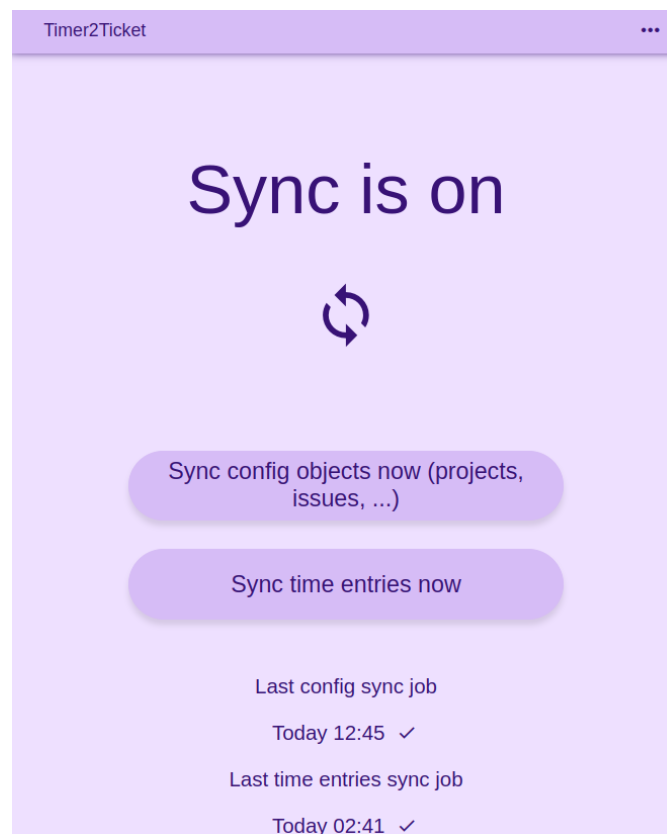 Timer2Ticket
Sync is on
Sync config objects now (projects,
issues, ...)
Sync time entries now
Last config sync job
Today 12:45
Last time entries sync job
Today 02:41